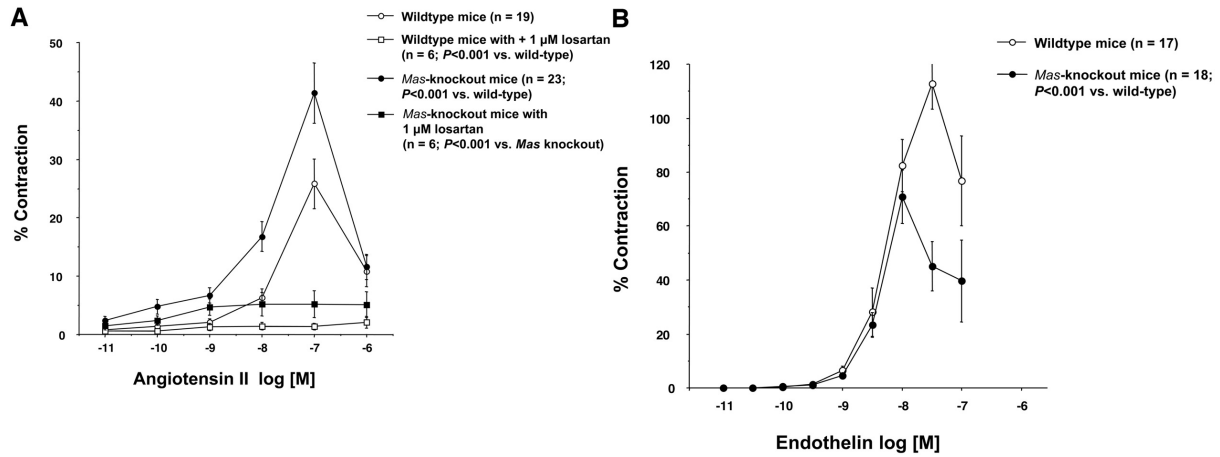 A
Wildtype mice (n = 19)
Wildtype mice with + 1 µM losartan
(n = 6; P<0.001 vs. wild-type)
Mas-knockout mice (n = 23;
P<0.001 vs. wild-type)
Mas-knockout mice with
1 µM losartan
(n = 6; P<0.001 vs. Mas knockout)
% Contraction
50
40
30
20
10
0
-11 -10 -9 -8 -7 -6
Angiotensin II log [M]
B
Wildtype mice (n = 17)
Mas-knockout mice (n = 18;
P<0.001 vs. wild-type)
% Contraction
120
100
80
60
40
20
0
-11 -10 -9 -8 -7 -6
Endothelin log [M]